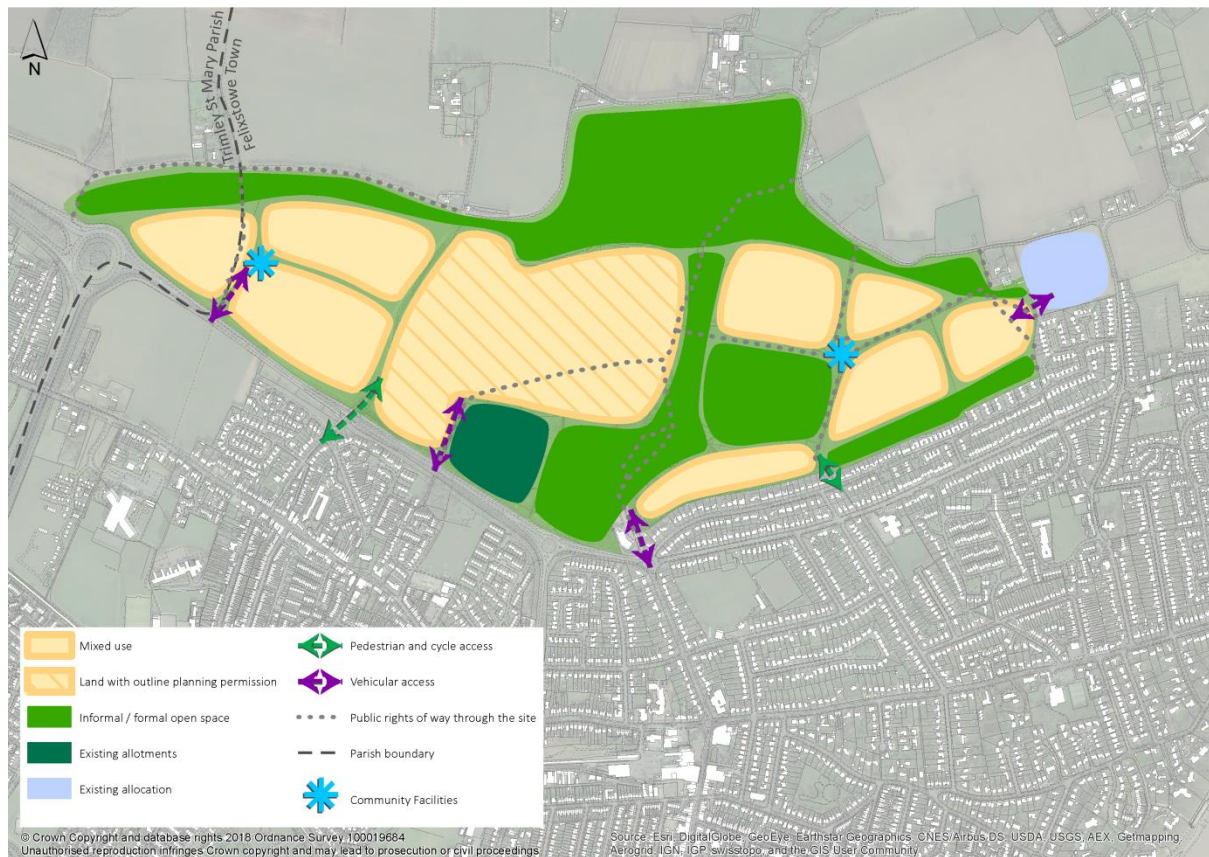 N
Trimley St Mary Parish
Felixstowe Town
Mixed use
Land with outline planning permission
Informal / formal open space
Existing allotments
Existing allocation
Pedestrian and cycle access
Vehicular access
Public rights of way through the site
Parish boundary
Community Facilities
© Crown Copyright and database rights 2018 Ordnance Survey 100019684
Unauthorised reproduction infringes Crown copyright and may lead to prosecution or civil proceedings
Source: Esri, DigitalGlobe, GeoEye, Earthstar Geographics, CNES/Airbus DS, USDA, USGS, AEX, Getmapping,
Aerogrid, IGN, IGP, swisstopo, and the GIS User Community